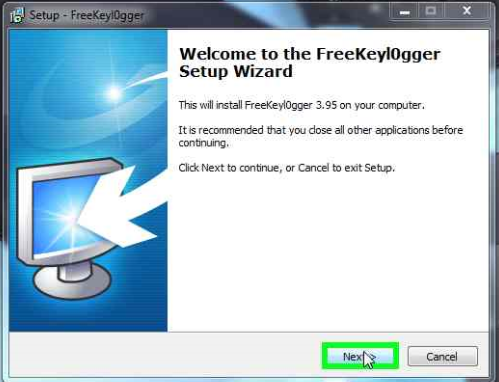 Setup - FreeKeyl0gger
Welcome to the FreeKeyl0gger
Setup Wizard
This will install FreeKeyl0gger 3.95 on your computer.
It is recommended that you close all other applications before
continuing.
Click Next to continue, or Cancel to exit Setup.
Next >
Cancel